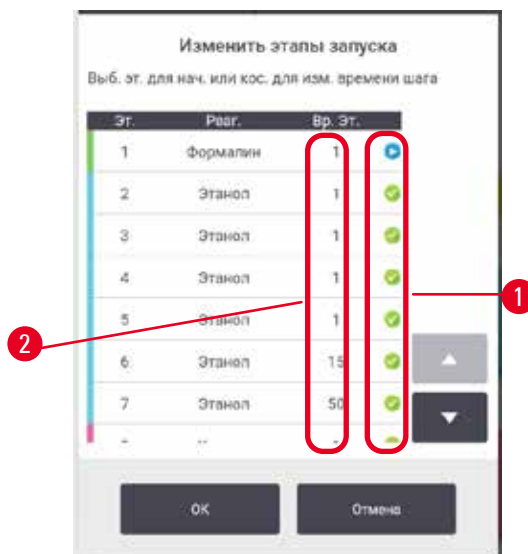 Изменить этапы запуска
Выб. эт. для нач. или кос. для изм. времени шага
Эт. Реаг. Вр. Эт.
1 Формалин 1
2 Этанол 1
3 Этанол 1
4 Этанол 1
5 Этанол 1
6 Этанол 15
7 Этанол 50
1
2
ОК Отмена